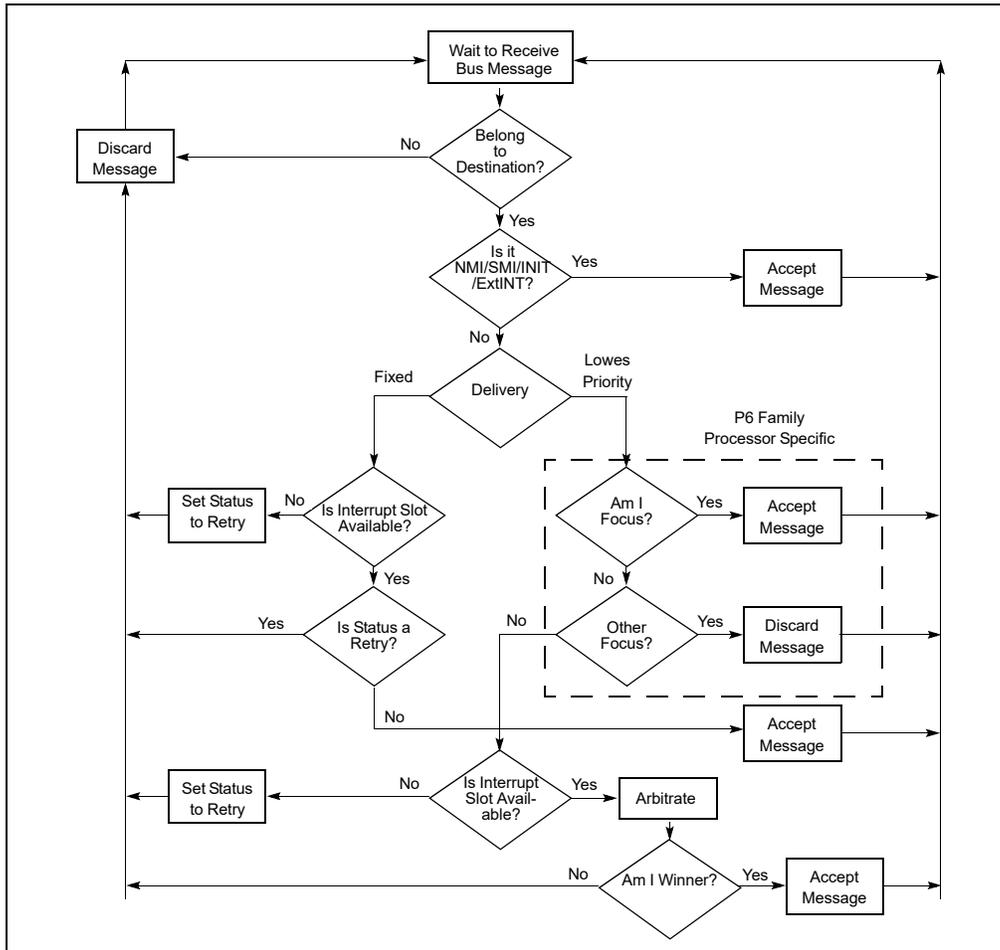 Wait to Receive
Bus Message
No
Belong
to
Destination?
Discard
Message
Yes
Is it
NMI/SMI/INIT
/ExtINT?
Yes
Accept
Message
No
Fixed
Delivery
Lowes
Priority
P6 Family
Processor Specific
Set Status
to Retry
No
Is Interrupt Slot
Available?
Am I
Focus?
Yes
Accept
Message
Yes
No
Yes
Is Status a
Retry?
No
Other
Focus?
Yes
Discard
Message
No
Accept
Message
Set Status
to Retry
No
Is Interrupt
Slot Avail-
able?
Yes
Arbitrate
No
Am I Winner?
Yes
Accept
Message